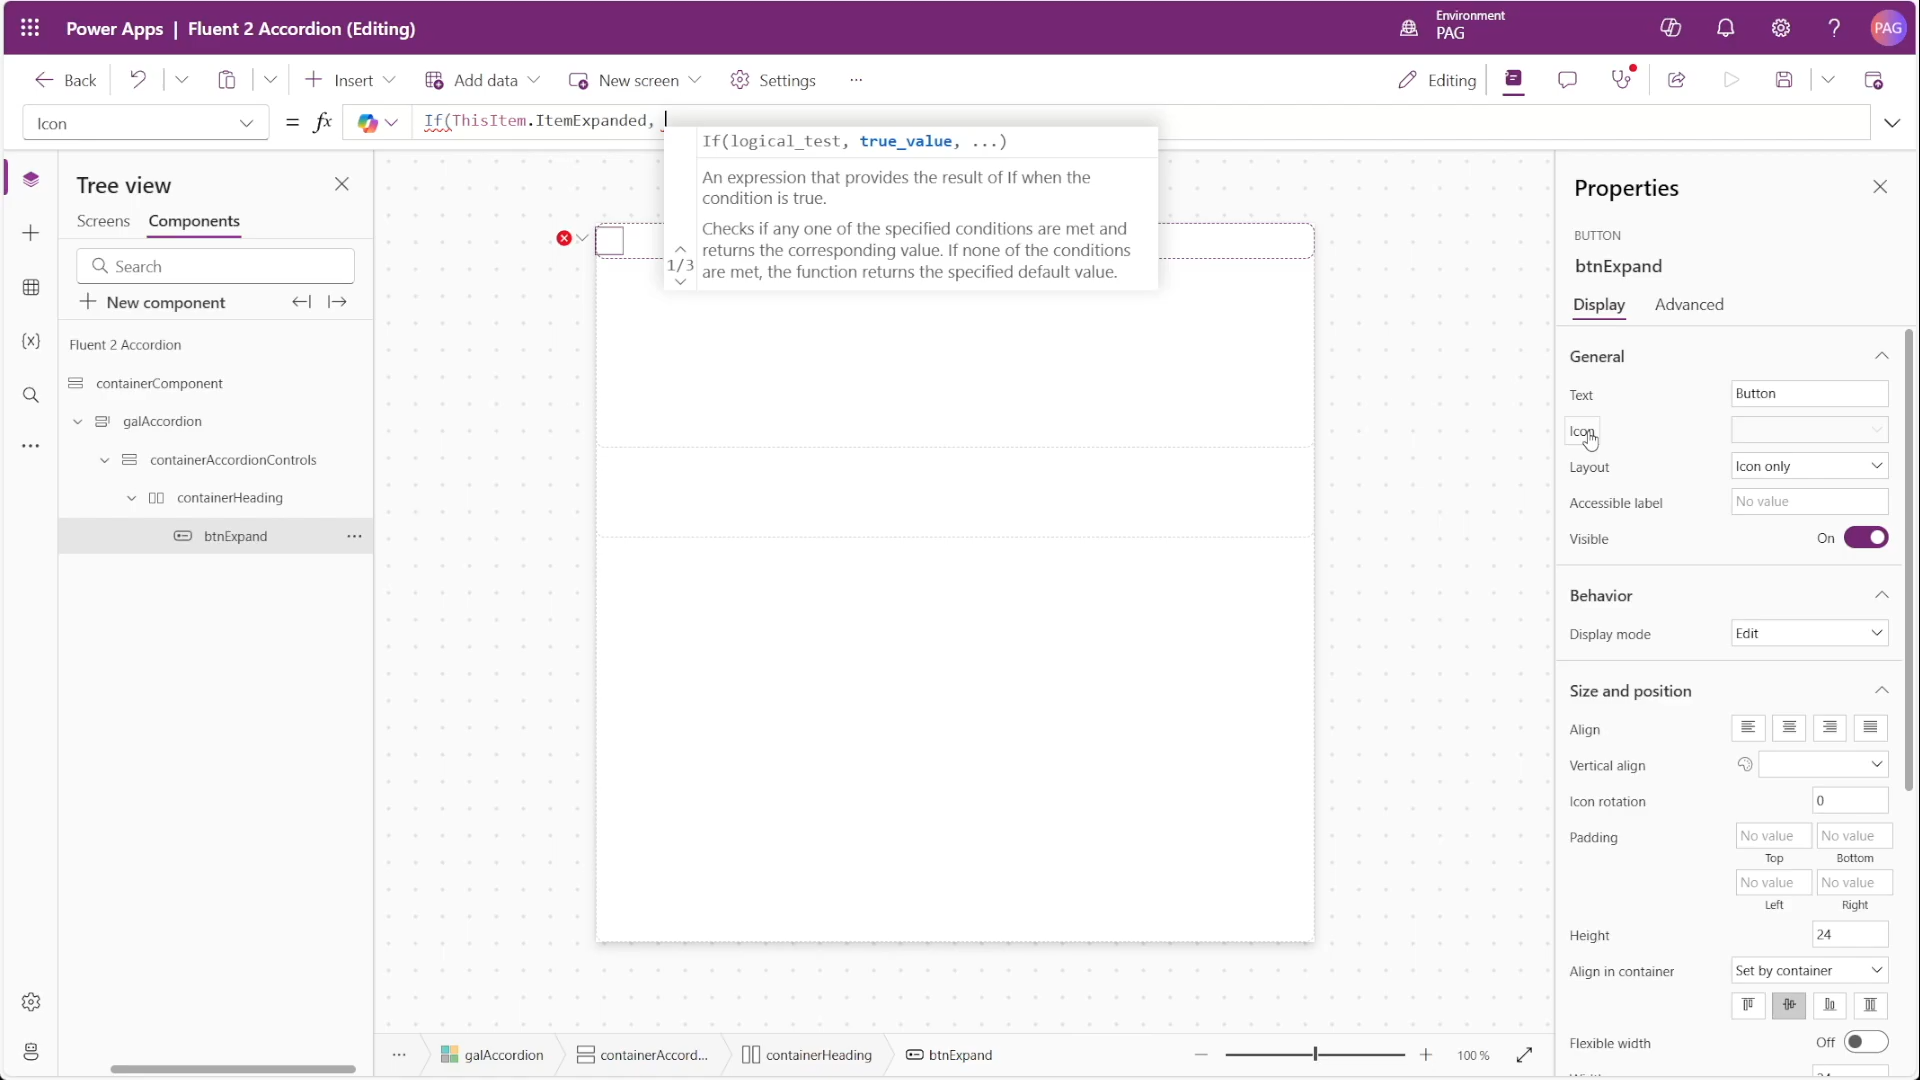 Power Apps | Fluent 2 Accordion (Editing)
Environment
PAG
PAG
Back
Insert
Add data
New screen
Settings
Editing
Icon
= fx
If(ThisItem.ItemExpanded,
If(logical_test, true_value, ...)
An expression that provides the result of If when the
condition is true.
Checks if any one of the specified conditions are met and
returns the corresponding value. If none of the conditions
are met, the function returns the specified default value.
1/3
Tree view
Screens
Components
Search
New component
Fluent 2 Accordion
containerComponent
galAccordion
containerAccordionControls
containerHeading
btnExpand
Properties
BUTTON
btnExpand
Display
Advanced
General
Text
Button
Icon
Layout
Icon only
Accessible label
No value
Visible
On
Behavior
Display mode
Edit
Size and position
Align
Vertical align
Icon rotation
0
Padding
No value
No value
Top
Bottom
No value
No value
Left
Right
Height
24
Align in container
Set by container
Flexible width
Off
galAccordion
containerAccord...
containerHeading
btnExpand
100 %